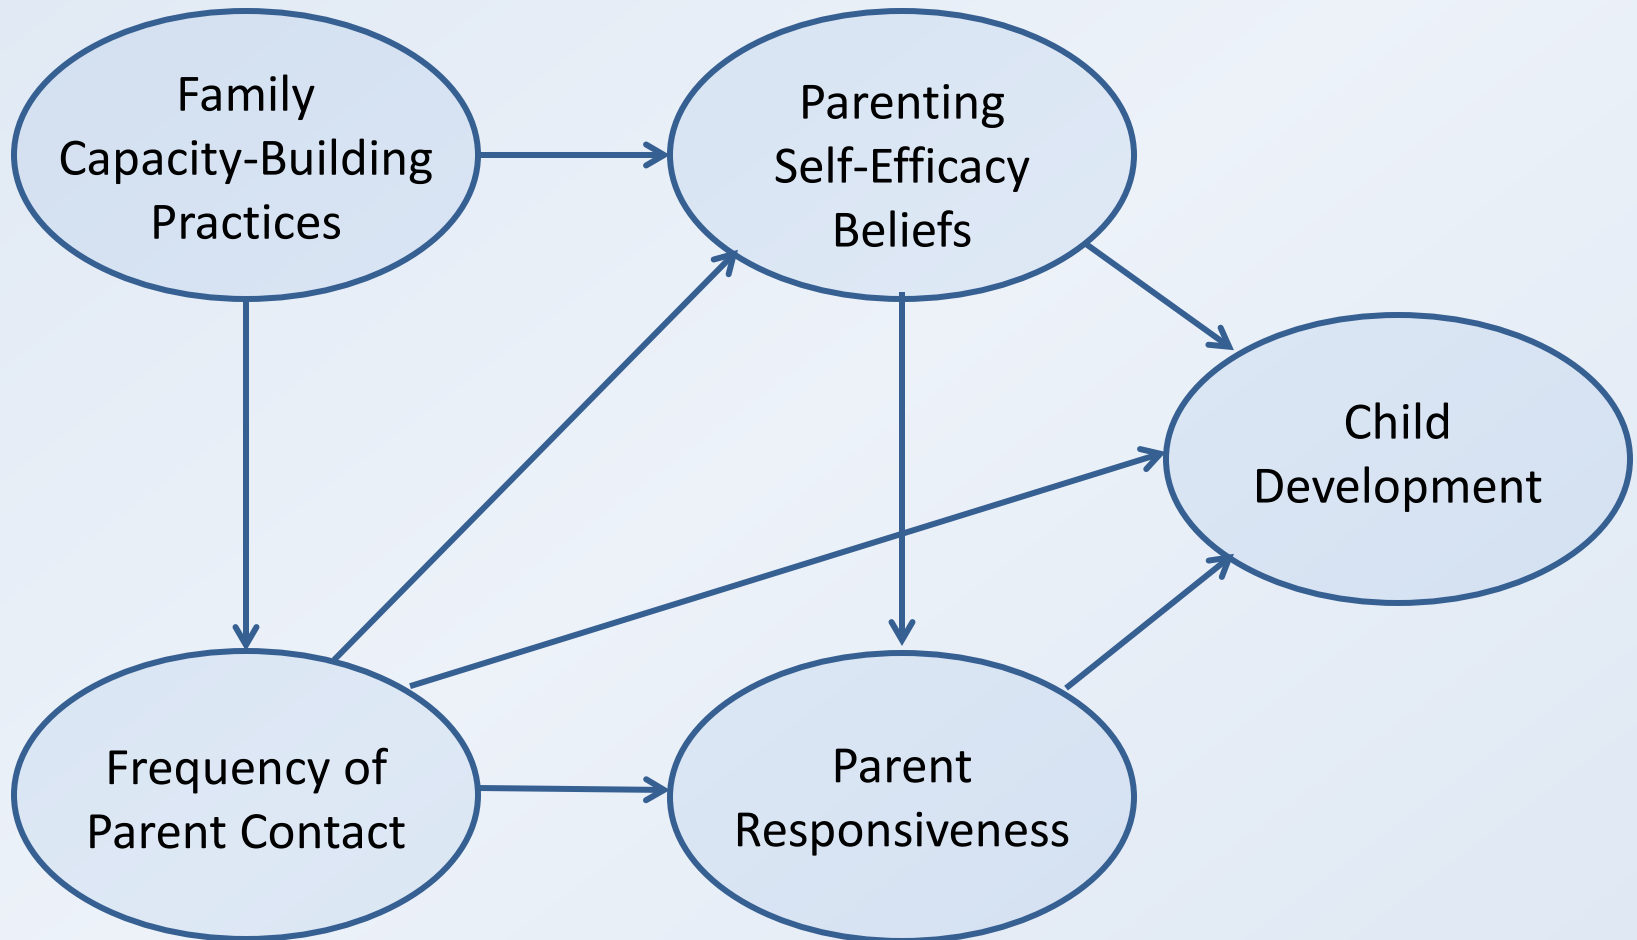 Family
Capacity-Building
Practices
Parenting
Self-Efficacy
Beliefs
Child
Development
Frequency of
Parent Contact
Parent
Responsiveness